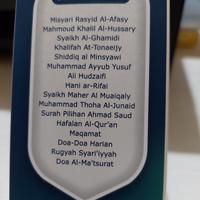 Misyari Rasyid Al-Afasy
Mahmoud Khalil Al-Hussary
Syaikh Al-Ghamidi
Khalifah At-Tonaeijy
Shiddiq al Minsyawi
Muhammad Ayyub Yusuf
Ali Hudzaifi
Hani ar-Rifai
Syaikh Maher Al Muaiqaly
Muhammad Thoha Al-Junaid
Surah Pilihan Ahmad Saud
Hafalan Al-Qur'an
Maqamat
Doa-Doa Harian
Rugyah Syari'iyyah
Doa Al-Ma'tsurat